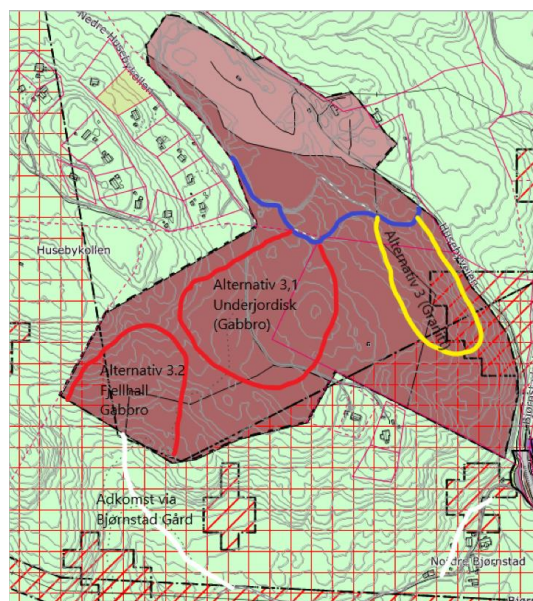 Nedre Husebykollen
Husebykollen
Husebyveien
Alternativ 3,1
Underjordisk
(Gabbro)
Alternativ 3 (Granitt)
Alternativ 3.2
Fjellhall
Gabbro
Adkomst via
Bjørnstad Gård
Nordre Bjørnstad